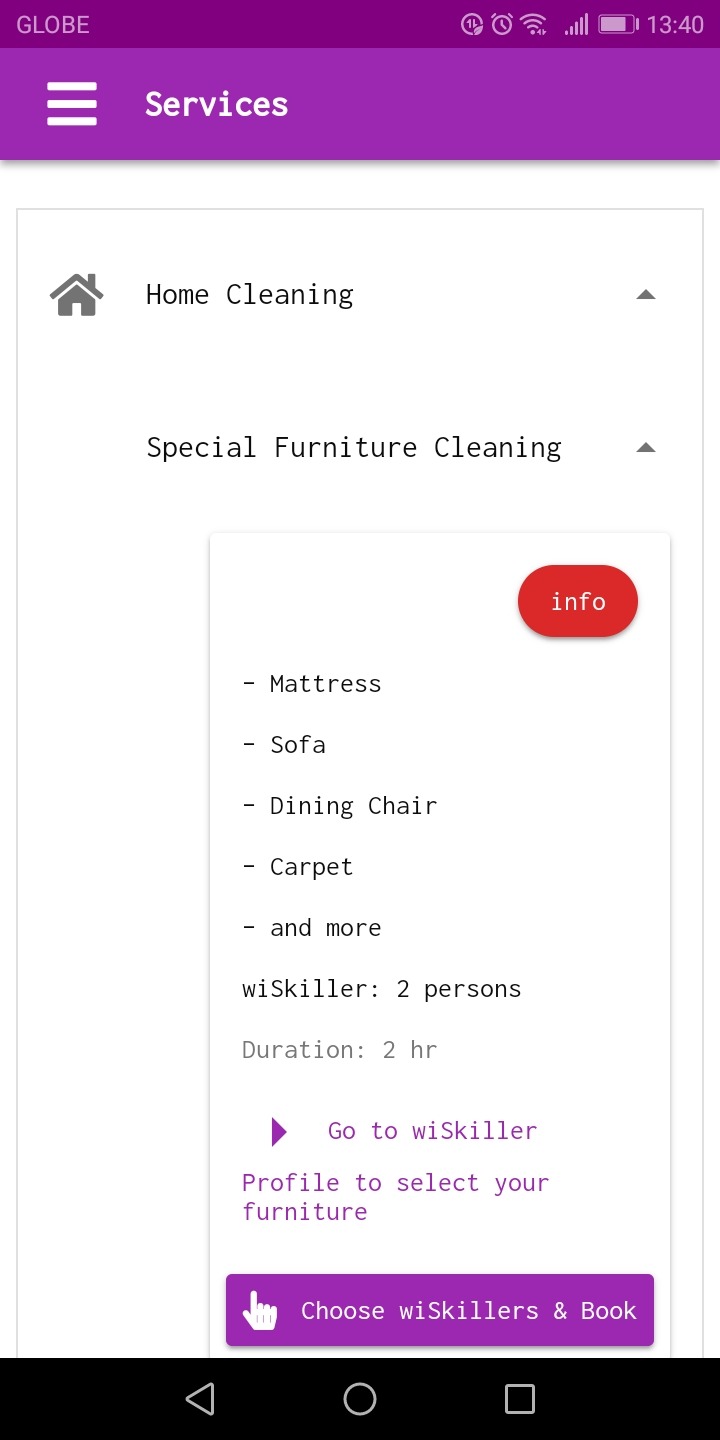 GLOBE 13:40
Services
Home Cleaning
Special Furniture Cleaning
info
- Mattress
- Sofa
- Dining Chair
- Carpet
- and more
wiSkiller: 2 persons
Duration: 2 hr
Go to wiSkiller
Profile to select your
furniture
Choose wiSkillers & Book